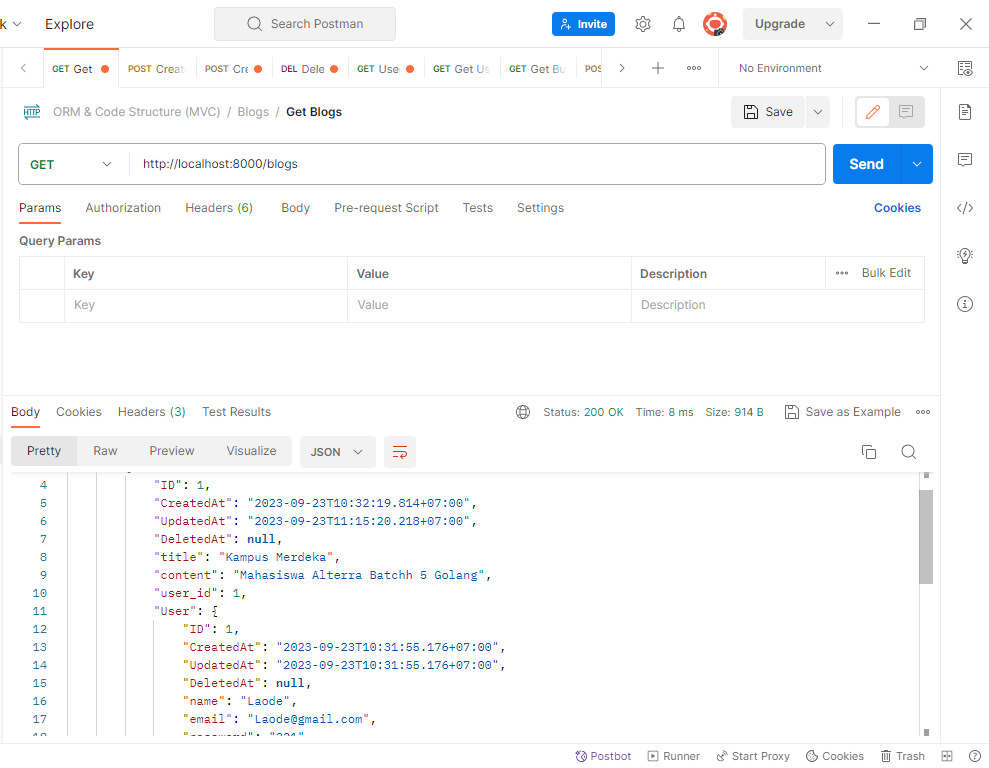 k Explore Search Postman Invite Upgrade
GET Get POST Create POST Cre DEL Dele GET Use GET Get Us GET Get Bu POS No Environment
HTTP ORM & Code Structure (MVC) / Blogs / Get Blogs Save
GET http://localhost:8000/blogs Send
Params Authorization Headers (6) Body Pre-request Script Tests Settings Cookies
Query Params
Key Value Description Bulk Edit
Key Value Description
Body Cookies Headers (3) Test Results Status: 200 OK Time: 8 ms Size: 914 B Save as Example
Pretty Raw Preview Visualize JSON
4 "ID": 1,
5 "CreatedAt": "2023-09-23T10:32:19.814+07:00",
6 "UpdatedAt": "2023-09-23T11:15:20.218+07:00",
7 "DeletedAt": null,
8 "title": "Kampus Merdeka",
9 "content": "Mahasiswa Alterra Batchh 5 Golang",
10 "user_id": 1,
11 "User": {
12 "ID": 1,
13 "CreatedAt": "2023-09-23T10:31:55.176+07:00",
14 "UpdatedAt": "2023-09-23T10:31:55.176+07:00",
15 "DeletedAt": null,
16 "name": "Laode",
17 "email": "Laode@gmail.com",
Postbot Runner Start Proxy Cookies Trash